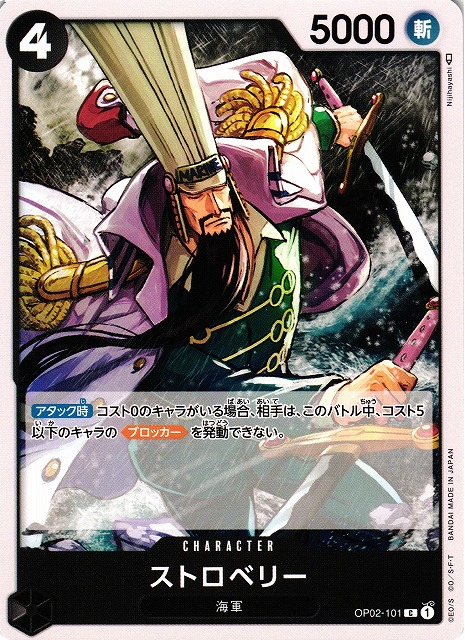 4
5000
斬
Nijihayashi
MARINE
アタック時 コスト0のキャラがいる場合、相手は、このバトル中、コスト5
以下のキャラの ブロッカー を発動できない。
CHARACTER
ストロベリー
海軍
OP02-101 C 1
©E.O/S ©O/S・F・T BANDAI MADE IN JAPAN